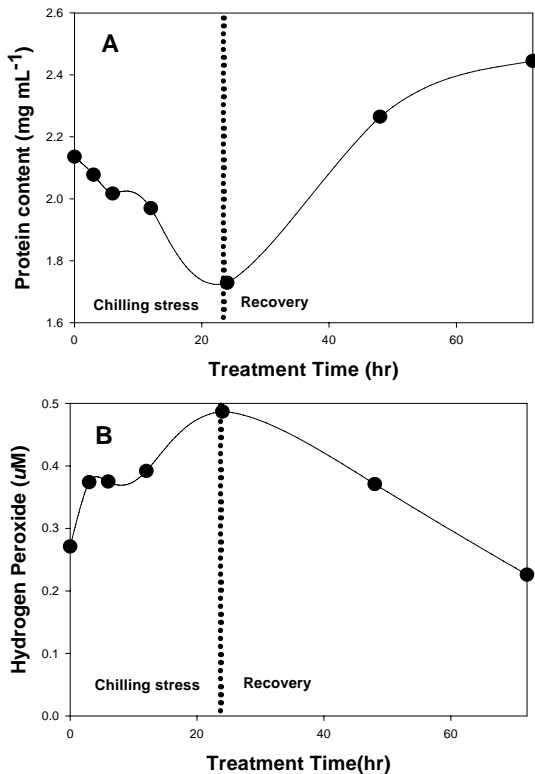 A
Protein content (mg mL-1)
2.6
2.4
2.2
2.0
1.8
1.6
Chilling stress
Recovery
0
20
40
60
Treatment Time (hr)
B
Hydrogen Peroxide (uM)
0.5
0.4
0.3
0.2
0.1
0.0
Chilling stress
Recovery
0
20
40
60
Treatment Time(hr)